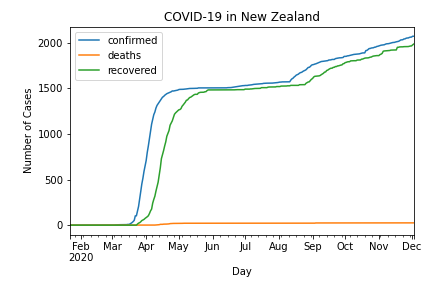 COVID-19 in New Zealand
confirmed
deaths
recovered
Number of Cases
2000
1500
1000
500
0
Feb Mar Apr May Jun Jul Aug Sep Oct Nov Dec
2020
Day